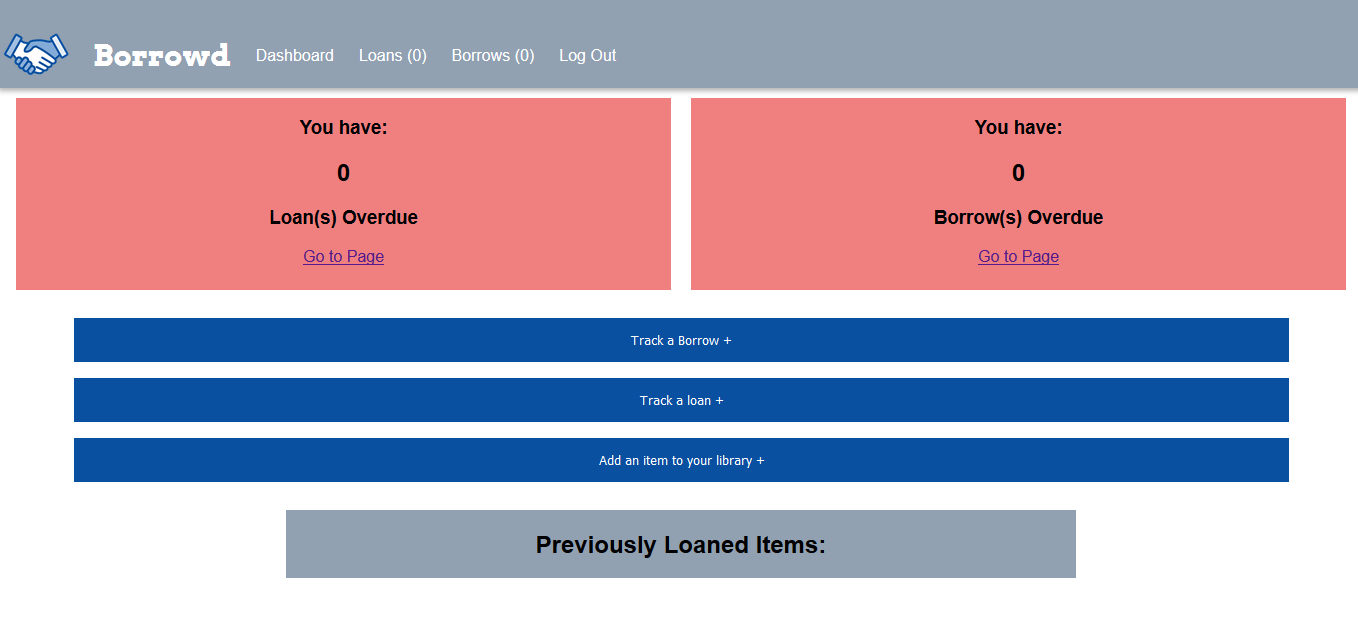 Borrowd Dashboard Loans (0) Borrows (0) Log Out
You have:
0
Loan(s) Overdue
Go to Page
You have:
0
Borrow(s) Overdue
Go to Page
Track a Borrow +
Track a loan +
Add an item to your library +
Previously Loaned Items: